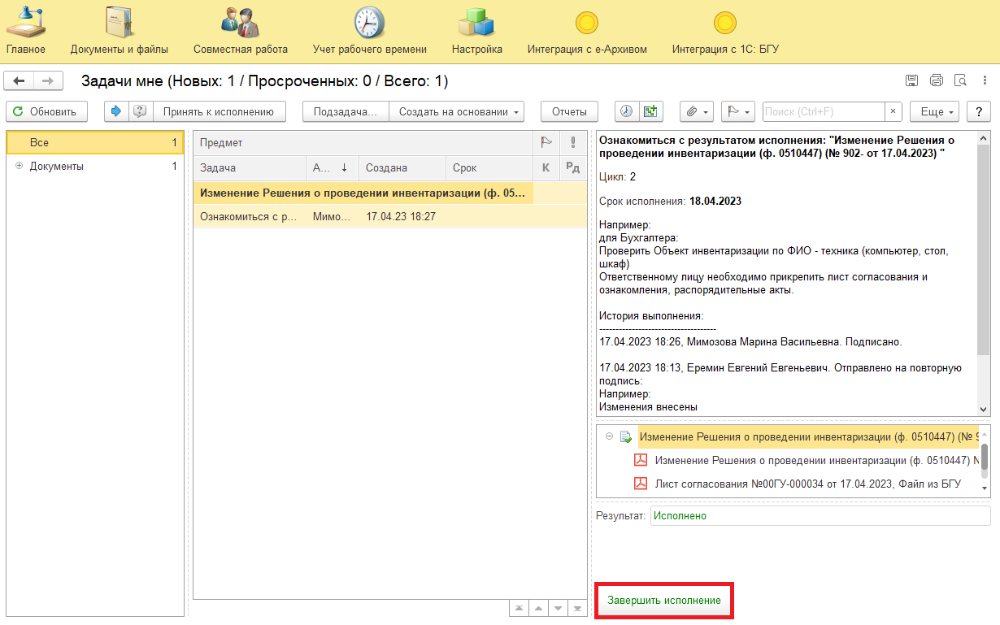 Главное
Документы и файлы
Совместная работа
Учет рабочего времени
Настройка
Интеграция с е-Архивом
Интеграция с 1С: БГУ
Задачи мне (Новых: 1 / Просроченных: 0 / Всего: 1)
Обновить
Принять к исполнению
Подзадача...
Создать на основании
Отчеты
Поиск (Ctrl+F)
×
Еще
?
Все 1
Документы 1
Предмет
Задача А... ↓ Создана Срок К Рд
Изменение Решения о проведении инвентаризации (ф. 05...
Ознакомиться с р... Мимо... 17.04.23 18:27
Ознакомиться с результатом исполнения: "Изменение Решения о
проведении инвентаризации (ф. 0510447) (№ 902- от 17.04.2023) "
Цикл: 2
Срок исполнения: 18.04.2023
Например:
для Бухгалтера:
Проверить Объект инвентаризации по ФИО - техника (компьютер, стол,
шкаф)
Ответственному лицу необходимо прикрепить лист согласования и
ознакомления, распорядительные акты.
История выполнения:
------------------------------------
17.04.2023 18:26, Мимозова Марина Васильевна. Подписано.
17.04.2023 18:13, Еремин Евгений Евгеньевич. Отправлено на повторную
подпись:
Например:
Изменения внесены
Изменение Решения о проведении инвентаризации (ф. 0510447) (№ 9
Изменение Решения о проведении инвентаризации (ф. 0510447) N
Лист согласования №00ГУ-000034 от 17.04.2023, Файл из БГУ
Результат: Исполнено
Завершить исполнение